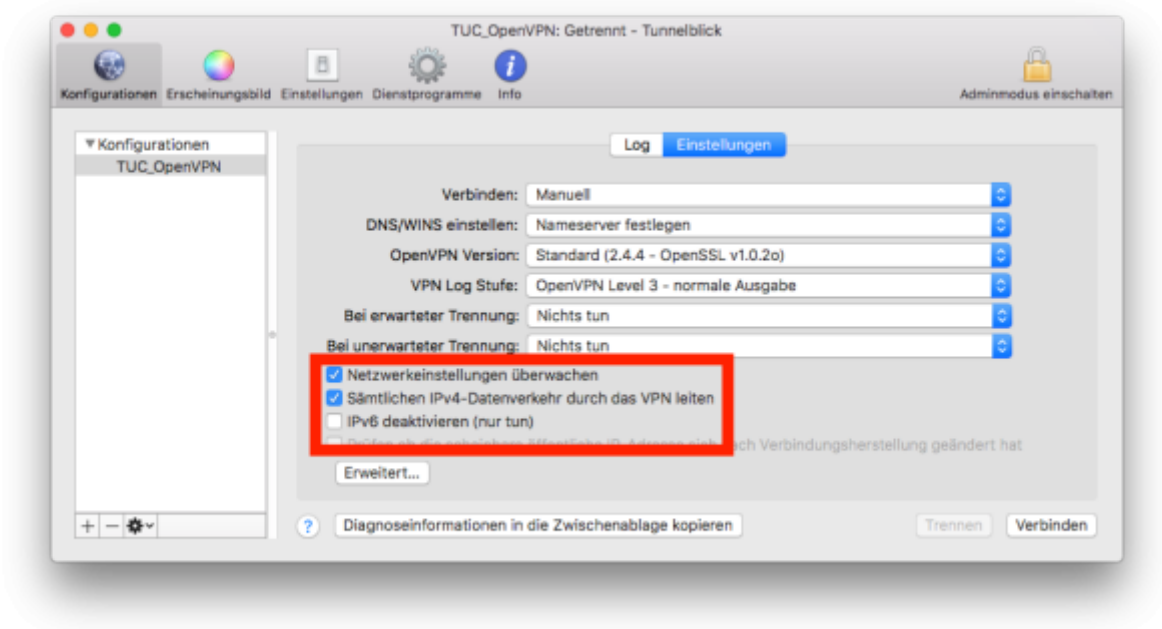 TUC_OpenVPN: Getrennt - Tunnelblick
Konfigurationen Erscheinungsbild Einstellungen Dienstprogramme Info Adminmodus einschalten
Konfigurationen
TUC_OpenVPN
Log Einstellungen
Verbinden: Manuell
DNS/WINS einstellen: Nameserver festlegen
OpenVPN Version: Standard (2.4.4 - OpenSSL v1.0.2o)
VPN Log Stufe: OpenVPN Level 3 - normale Ausgabe
Bei erwarteter Trennung: Nichts tun
Bei unerwarteter Trennung: Nichts tun
Netzwerkeinstellungen überwachen
Sämtlichen IPv4-Datenverkehr durch das VPN leiten
IPv6 deaktivieren (nur tun)
Verbindungsherstellung geändert hat
Erweitert...
? Diagnoseinformationen in die Zwischenablage kopieren Trennen Verbinden